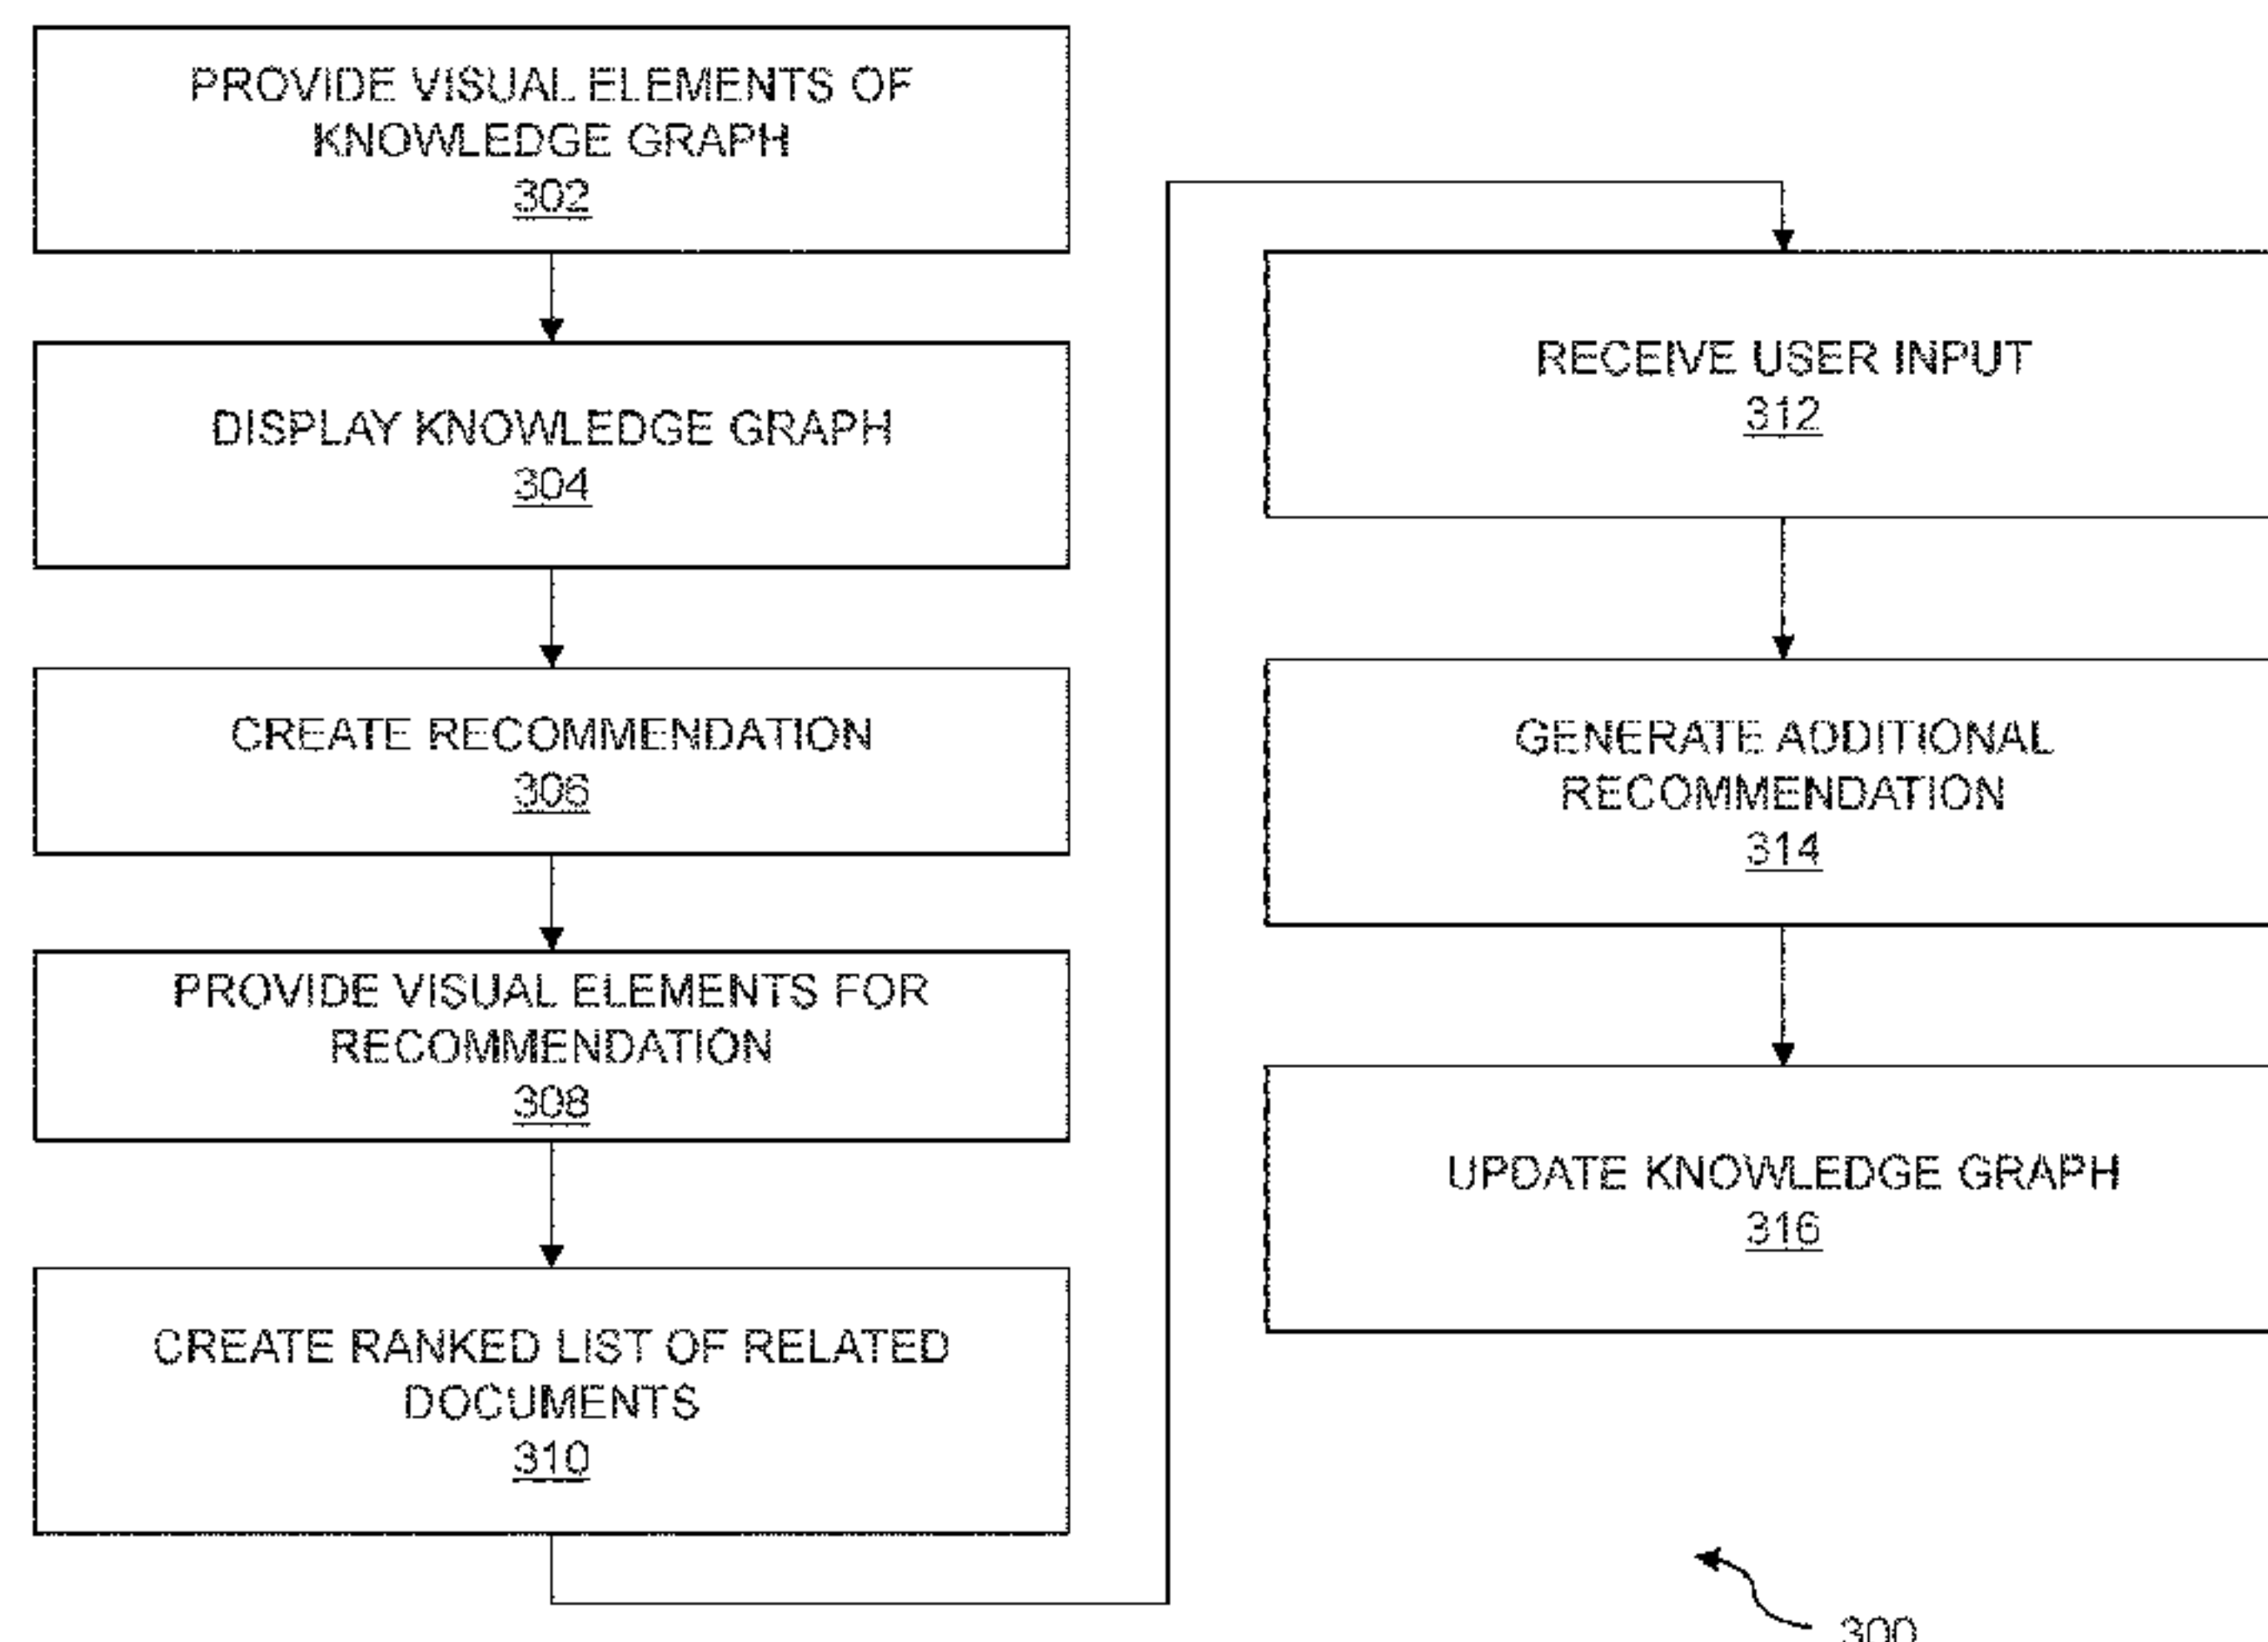 PROVIDE VISUAL ELEMENTS OF
KNOWLEDGE GRAPH
302
DISPLAY KNOWLEDGE GRAPH
304
CREATE RECOMMENDATION
306
PROVIDE VISUAL ELEMENTS FOR
RECOMMENDATION
308
CREATE RANKED LIST OF RELATED
DOCUMENTS
310
RECEIVE USER INPUT
312
GENERATE ADDITIONAL
RECOMMENDATION
314
UPDATE KNOWLEDGE GRAPH
316
300